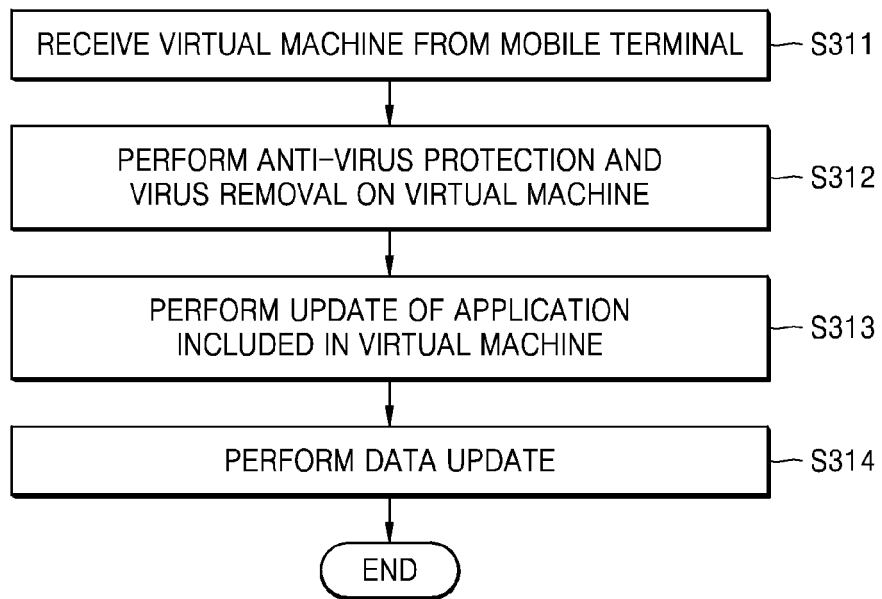 RECEIVE VIRTUAL MACHINE FROM MOBILE TERMINAL
S311
PERFORM ANTI-VIRUS PROTECTION AND
VIRUS REMOVAL ON VIRTUAL MACHINE
S312
PERFORM UPDATE OF APPLICATION
INCLUDED IN VIRTUAL MACHINE
S313
PERFORM DATA UPDATE
S314
END